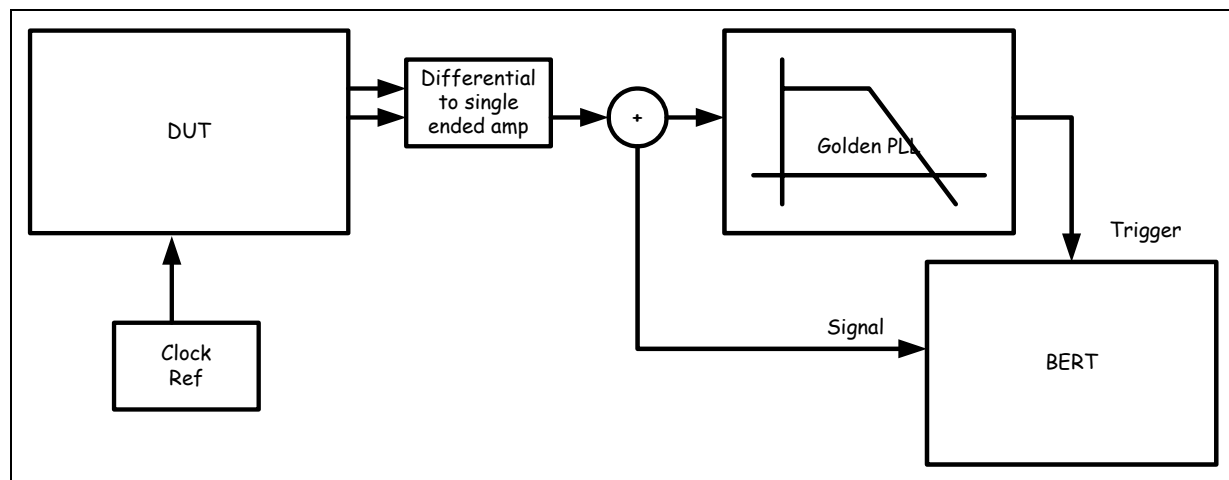 DUT
Differential
to single
ended amp
+
Golden PLL
Trigger
Clock
Ref
Signal
BERT